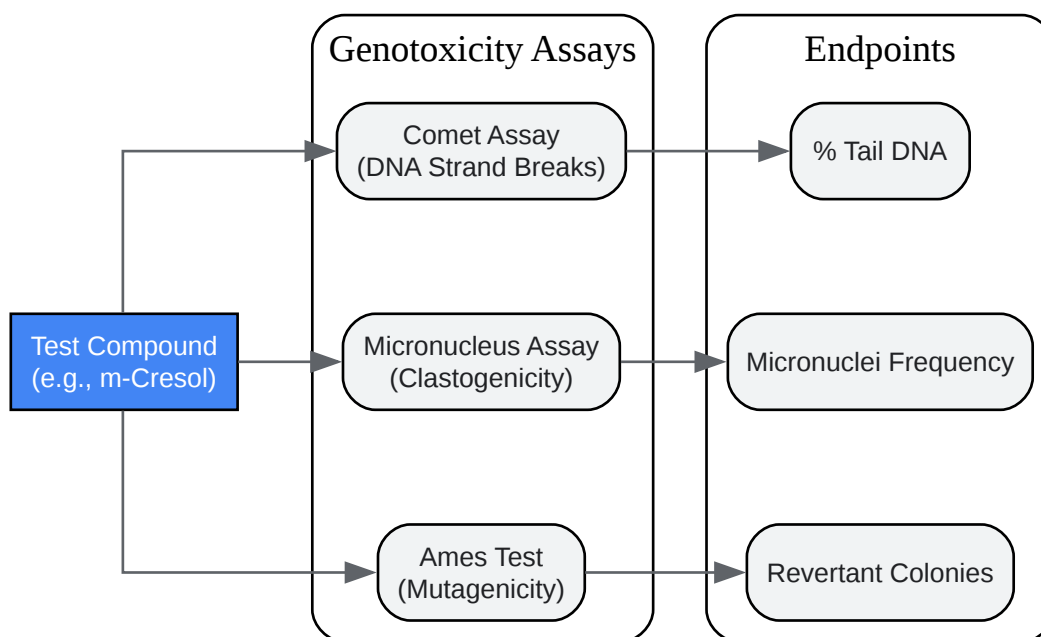 Genotoxicity Assays
Endpoints
Comet Assay
(DNA Strand Breaks)
% Tail DNA
Test Compound
(e.g., m-Cresol)
Micronucleus Assay
(Clastogenicity)
Micronuclei Frequency
Ames Test
(Mutagenicity)
Revertant Colonies